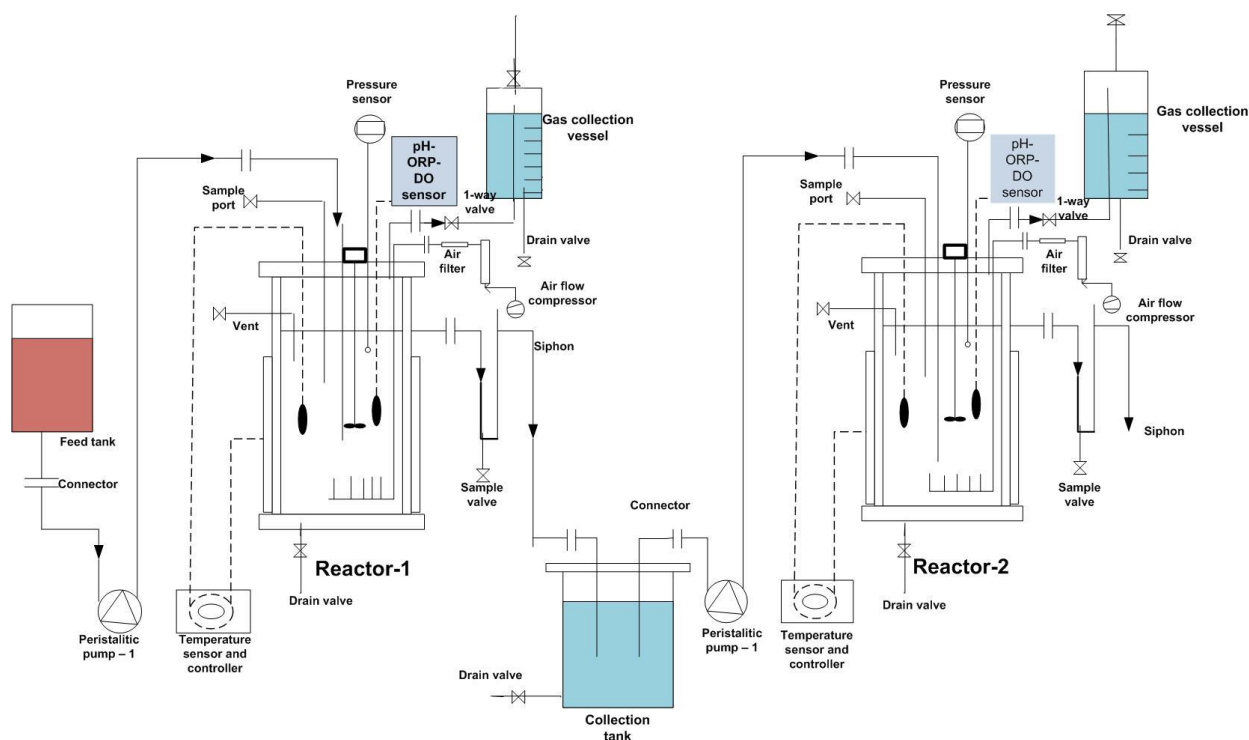 Pressure
sensor
Gas collection
vessel
pH-
ORP-
DO
sensor
Sample
port
1-way
valve
Drain valve
Air
filter
Air flow
compressor
Vent
Siphon
Feed tank
Connector
Sample
valve
Reactor-1
Drain valve
Peristalitic
pump – 1
Temperature
sensor and
controller
Connector
Drain valve
Collection
tank
Peristalitic
pump – 1
Pressure
sensor
Gas collection
vessel
pH-
ORP-
DO
sensor
Sample
port
1-way
valve
Drain valve
Air
filter
Air flow
compressor
Vent
Siphon
Sample
valve
Reactor-2
Drain valve
Temperature
sensor and
controller